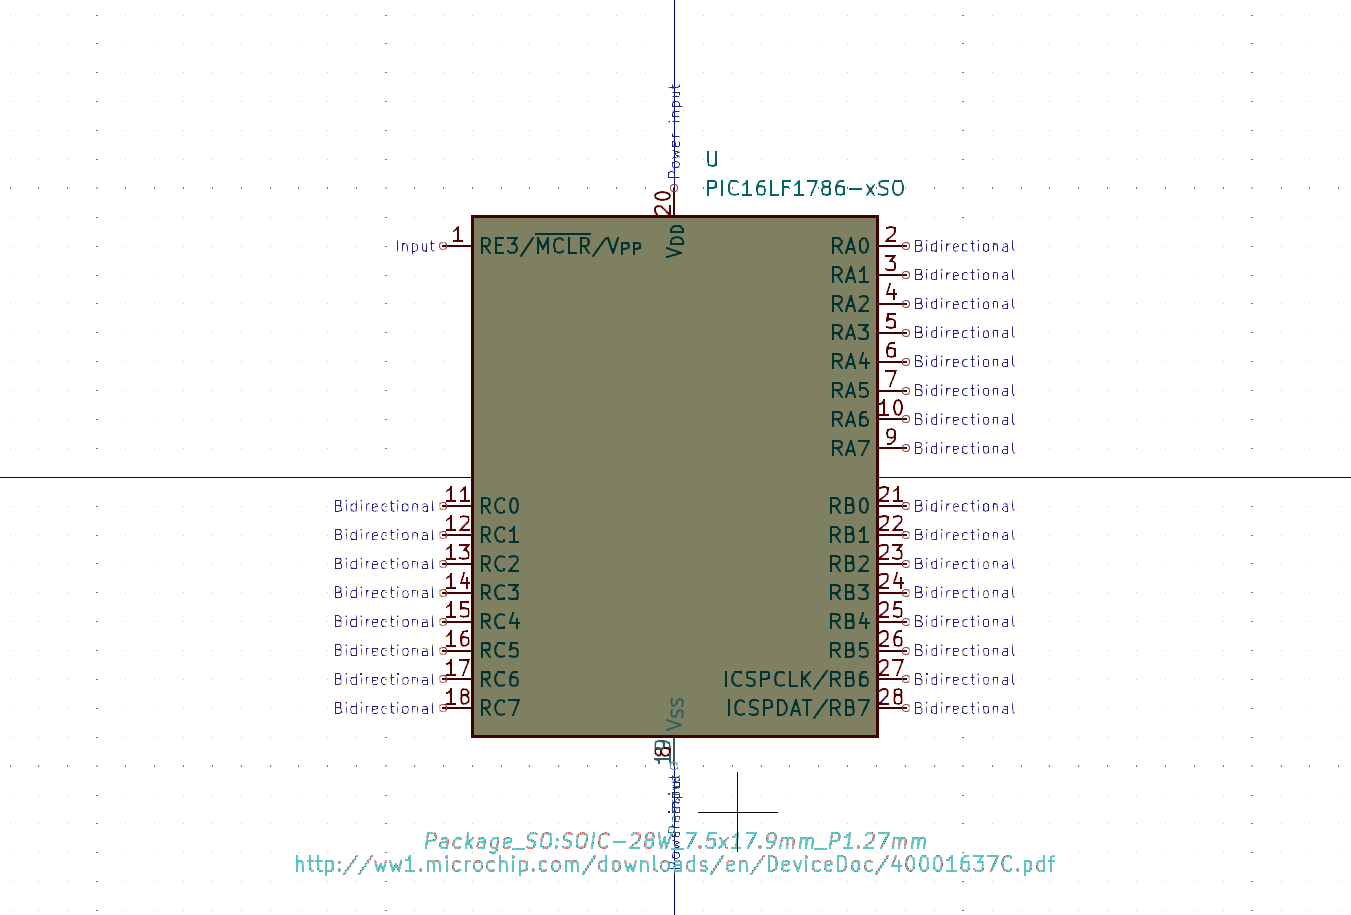 Power input
U
PIC16LF1786-xSO
20
VDD
Input 1 RE3/MCLR/VPP
RA0 2 Bidirectional
RA1 3 Bidirectional
RA2 4 Bidirectional
RA3 5 Bidirectional
RA4 6 Bidirectional
RA5 7 Bidirectional
RA6 10 Bidirectional
RA7 9 Bidirectional
Bidirectional 11 RC0
RB0 21 Bidirectional
Bidirectional 12 RC1
RB1 22 Bidirectional
Bidirectional 13 RC2
RB2 23 Bidirectional
Bidirectional 14 RC3
RB3 24 Bidirectional
Bidirectional 15 RC4
RB4 25 Bidirectional
Bidirectional 16 RC5
RB5 26 Bidirectional
Bidirectional 17 RC6
ICSPCLK/RB6 27 Bidirectional
Bidirectional 18 RC7
ICSPDAT/RB7 28 Bidirectional
VSS
Package_SO:SOIC-28W_7.5x17.9mm_P1.27mm
http://ww1.microchip.com/downloads/en/DeviceDoc/40001637C.pdf